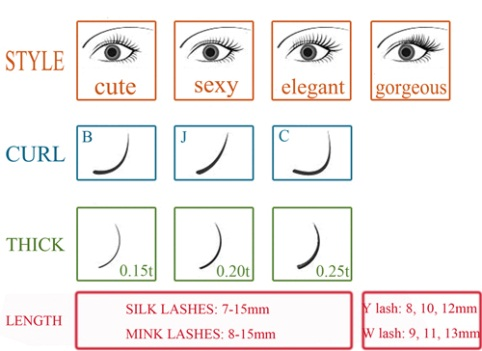 STYLE
cute
sexy
elegant
gorgeous
CURL
B
J
C
THICK
0.15t
0.20t
0.25t
LENGTH
SILK LASHES: 7-15mm
MINK LASHES: 8-15mm
Y lash: 8, 10, 12mm
W lash: 9, 11, 13mm